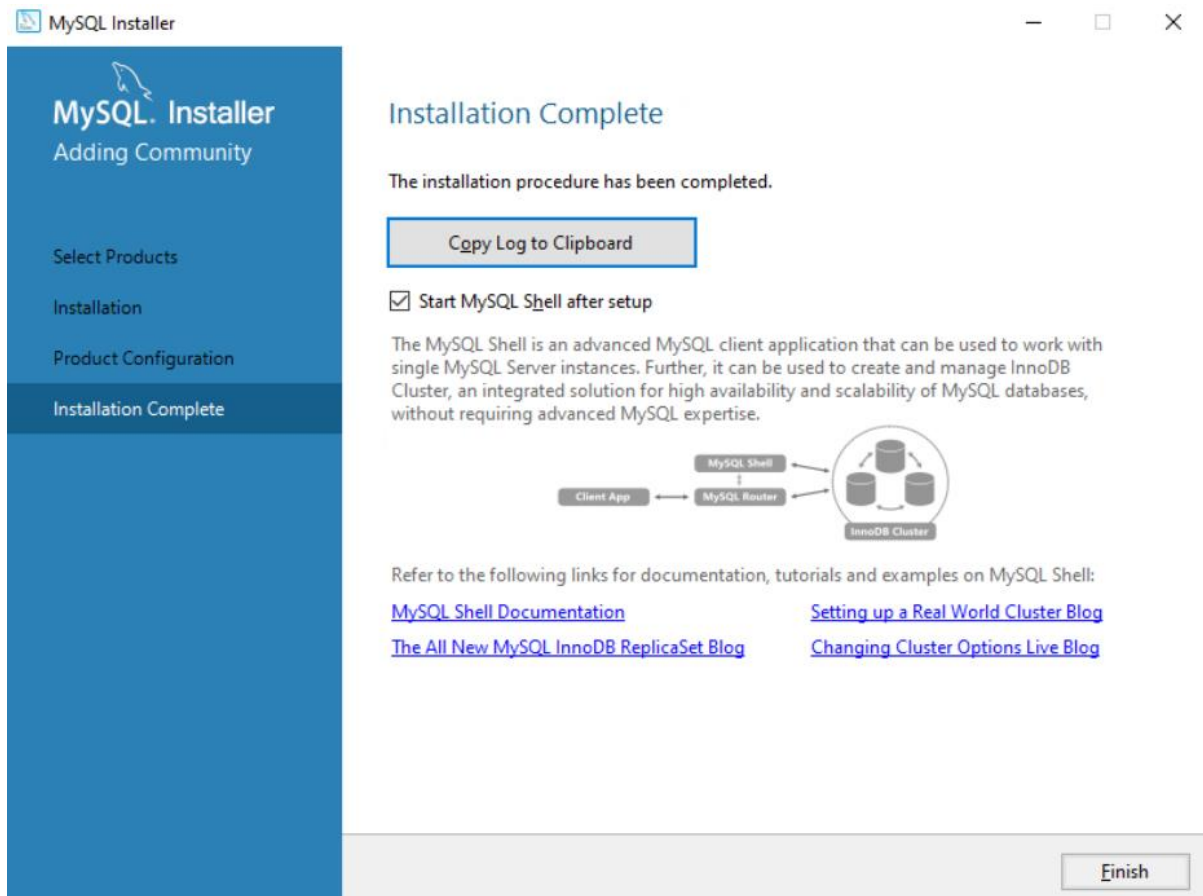 MySQL Installer
MySQL. Installer
Adding Community
Select Products
Installation
Product Configuration
Installation Complete
Installation Complete
The installation procedure has been completed.
Copy Log to Clipboard
Start MySQL Shell after setup
The MySQL Shell is an advanced MySQL client application that can be used to work with
single MySQL Server instances. Further, it can be used to create and manage InnoDB
Cluster, an integrated solution for high availability and scalability of MySQL databases,
without requiring advanced MySQL expertise.
MySQL Shell
Client App
MySQL Router
InnoDB Cluster
Refer to the following links for documentation, tutorials and examples on MySQL Shell:
MySQL Shell Documentation
Setting up a Real World Cluster Blog
The All New MySQL InnoDB ReplicaSet Blog
Changing Cluster Options Live Blog
Finish